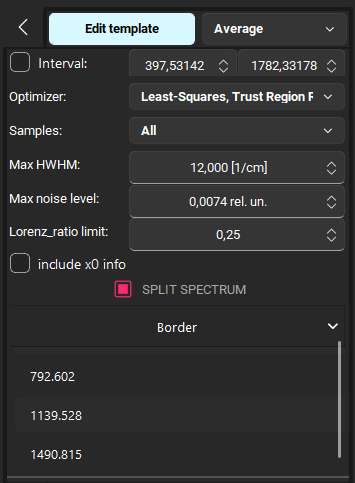 Edit template Average
Interval: 397,53142 1782,33178
Optimizer: Least-Squares, Trust Region F
Samples: All
Max HWHM: 12,000 [1/cm]
Max noise level: 0,0074 rel. un.
Lorenz_ratio limit: 0,25
include x0 info
SPLIT SPECTRUM
Border
792.602
1139.528
1490.815